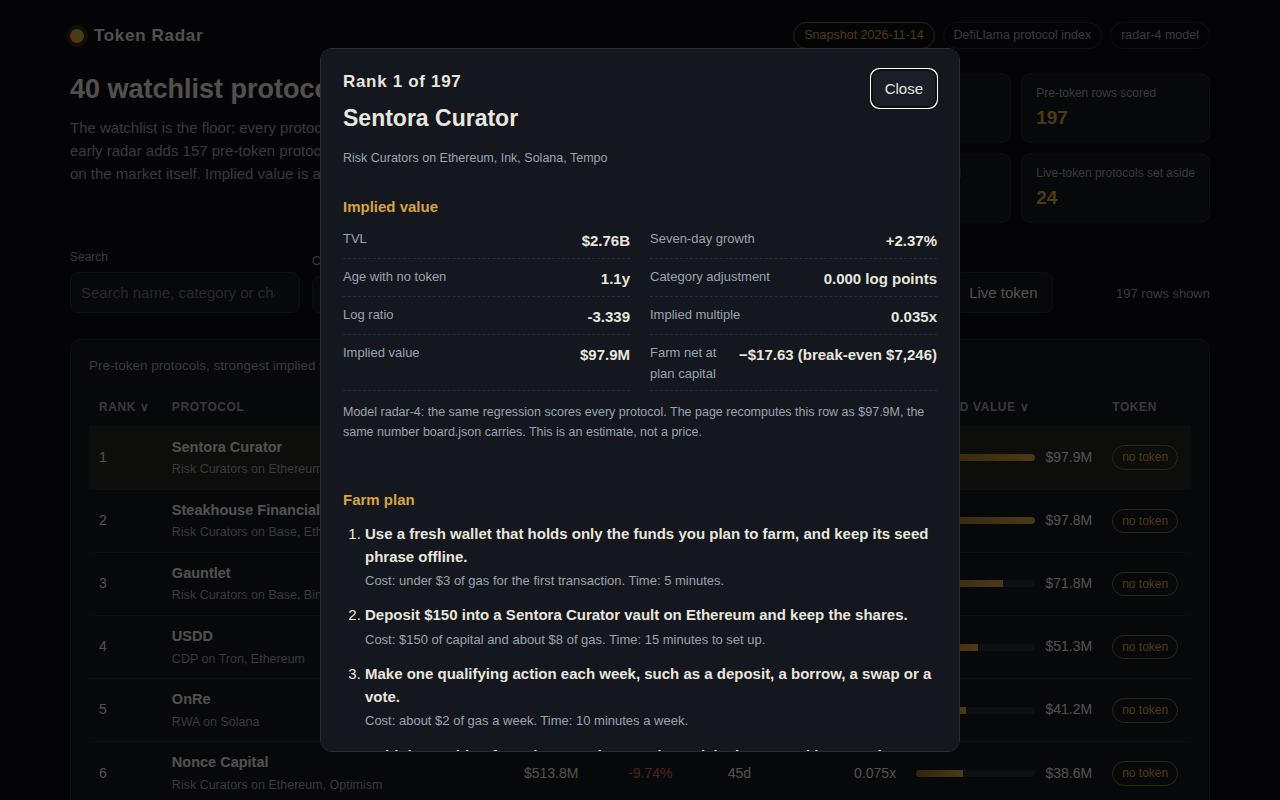 Token Radar
Snapshot 2026-11-14
DefiLlama protocol index
radar-4 model
40 watchlist protoco
The watchlist is the floor: every protoc
early radar adds 157 pre-token protoc
on the market itself. Implied value is a
Pre-token rows scored
197
Live-token protocols set aside
24
Search
Search name, category or ch
Live token
197 rows shown
Pre-token protocols, strongest implied
RANK ∨
PROTOCOL
D VALUE ∨
TOKEN
1
Sentora Curator
Risk Curators on Ethereum
$97.9M
no token
2
Steakhouse Financial
Risk Curators on Base, Eth
$97.8M
no token
3
Gauntlet
Risk Curators on Base, Bin
$71.8M
no token
4
USDD
CDP on Tron, Ethereum
$51.3M
no token
5
OnRe
RWA on Solana
$41.2M
no token
6
Nonce Capital
Risk Curators on Ethereum, Optimism
$513.8M
-9.74%
45d
0.075x
$38.6M
no token
Rank 1 of 197
Close
Sentora Curator
Risk Curators on Ethereum, Ink, Solana, Tempo
Implied value
TVL
$2.76B
Seven-day growth
+2.37%
Age with no token
1.1y
Category adjustment
0.000 log points
Log ratio
-3.339
Implied multiple
0.035x
Implied value
$97.9M
Farm net at
plan capital
−$17.63 (break-even $7,246)
Model radar-4: the same regression scores every protocol. The page recomputes this row as $97.9M, the
same number board.json carries. This is an estimate, not a price.
Farm plan
1. Use a fresh wallet that holds only the funds you plan to farm, and keep its seed
phrase offline.
Cost: under $3 of gas for the first transaction. Time: 5 minutes.
2. Deposit $150 into a Sentora Curator vault on Ethereum and keep the shares.
Cost: $150 of capital and about $8 of gas. Time: 15 minutes to set up.
3. Make one qualifying action each week, such as a deposit, a borrow, a swap or a
vote.
Cost: about $2 of gas a week. Time: 10 minutes a week.